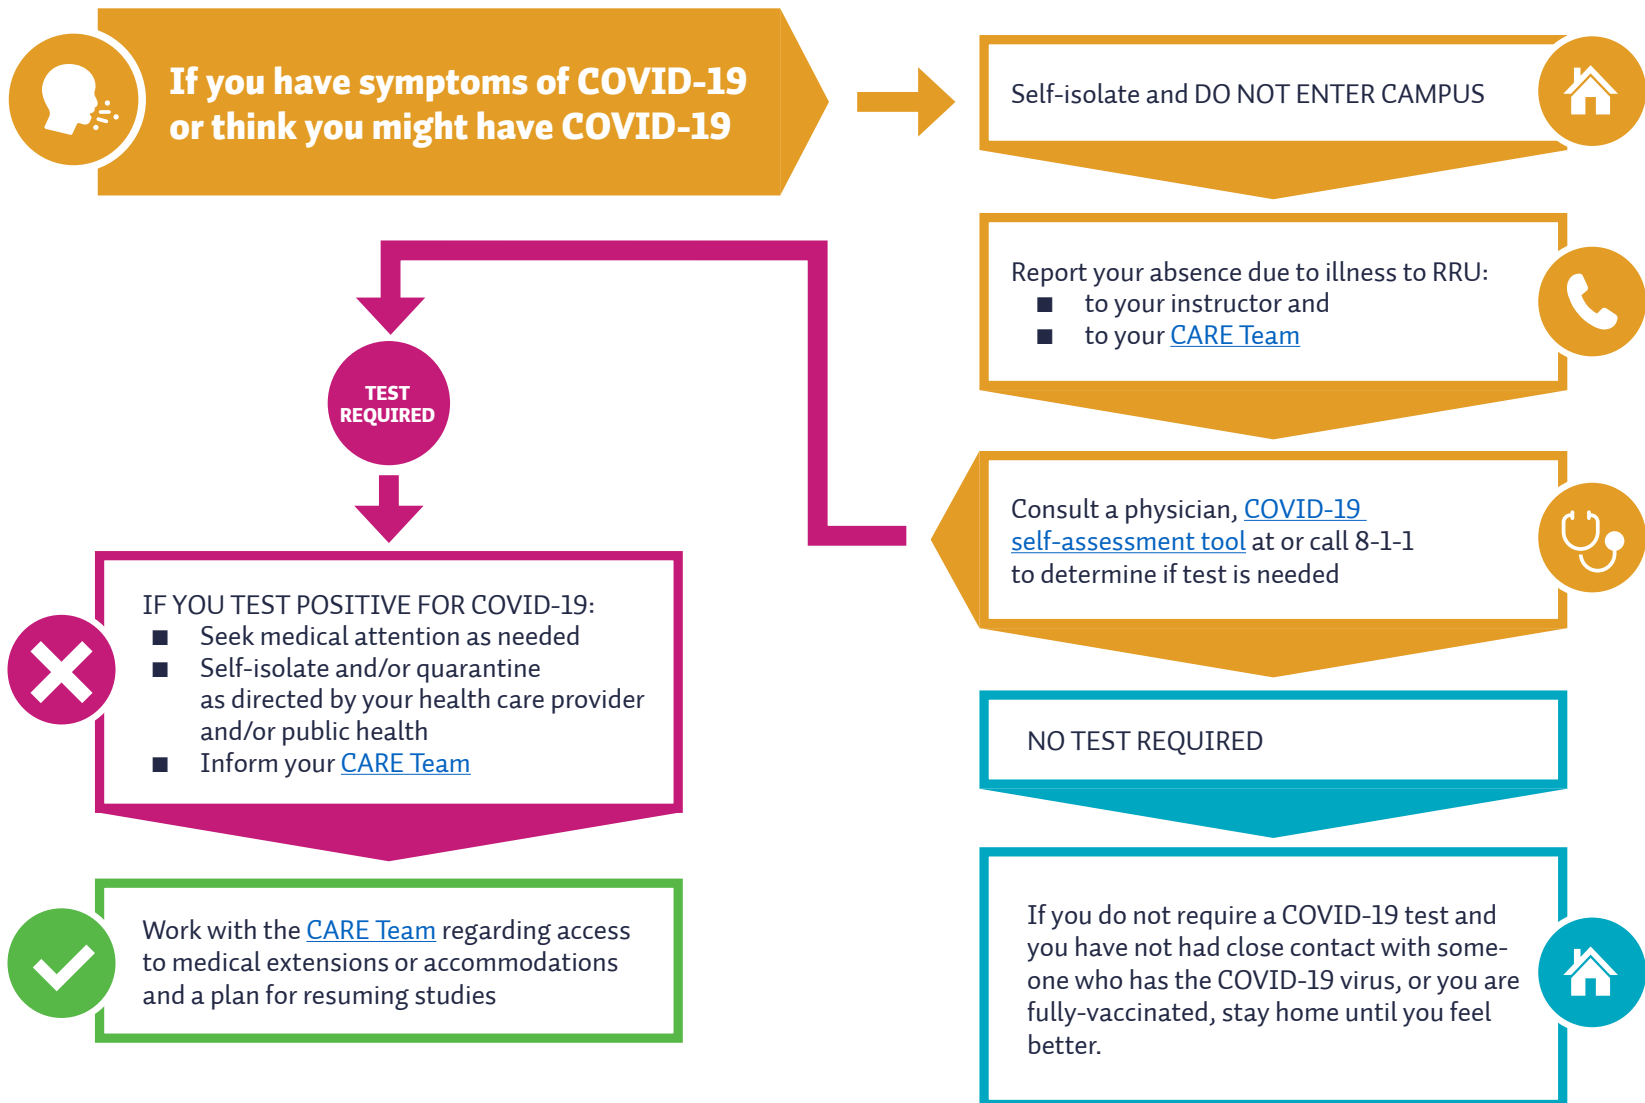 If you have symptoms of COVID-19
or think you might have COVID-19
Self-isolate and DO NOT ENTER CAMPUS
Report your absence due to illness to RRU:
■ to your instructor and
■ to your CARE Team
Consult a physician, COVID-19
self-assessment tool at or call 8-1-1
to determine if test is needed
TEST
REQUIRED
IF YOU TEST POSITIVE FOR COVID-19:
■ Seek medical attention as needed
■ Self-isolate and/or quarantine
as directed by your health care provider
and/or public health
■ Inform your CARE Team
Work with the CARE Team regarding access
to medical extensions or accommodations
and a plan for resuming studies
NO TEST REQUIRED
If you do not require a COVID-19 test and
you have not had close contact with some-
one who has the COVID-19 virus, or you are
fully-vaccinated, stay home until you feel
better.